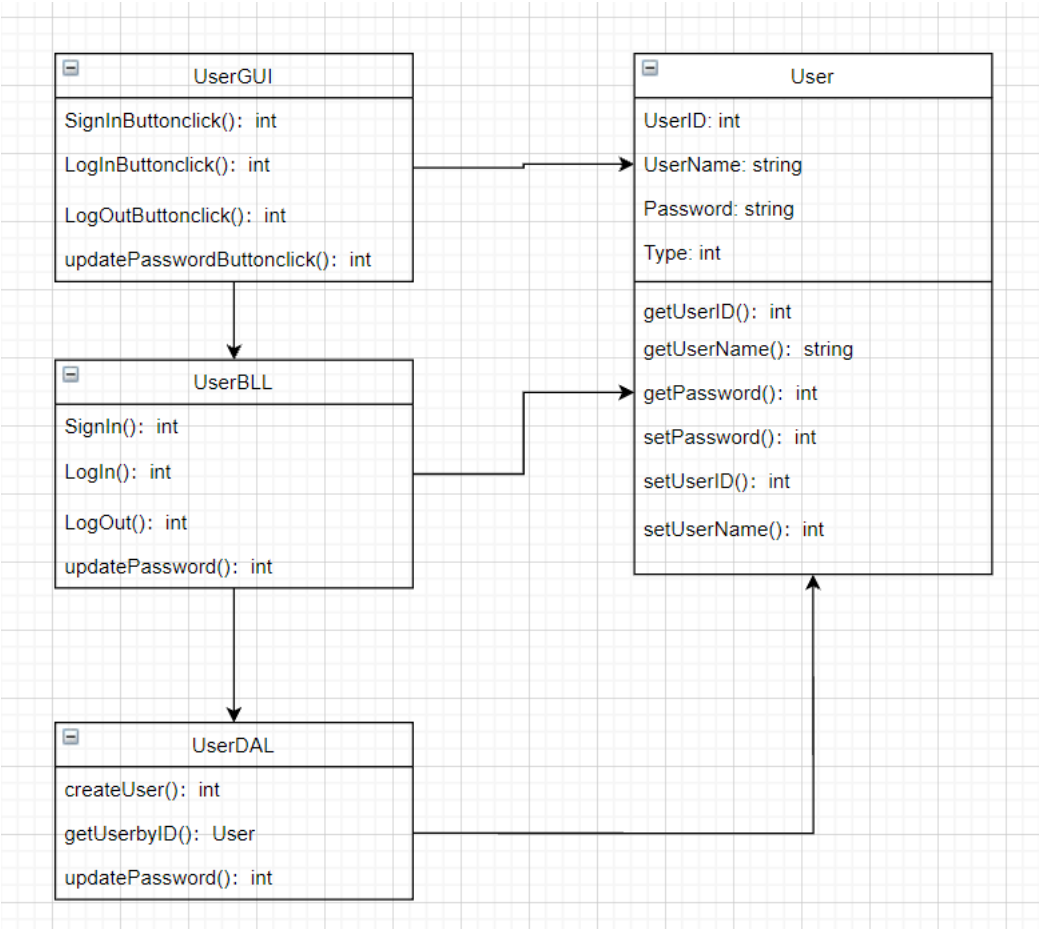 UserGUI
SignInButtonclick(): int
LogInButtonclick(): int
LogOutButtonclick(): int
updatePasswordButtonclick(): int
User
UserID: int
UserName: string
Password: string
Type: int
getUserID(): int
getUserName(): string
getPassword(): int
setPassword(): int
setUserID(): int
setUserName(): int
UserBLL
SignIn(): int
LogIn(): int
LogOut(): int
updatePassword(): int
UserDAL
createUser(): int
getUserbyID(): User
updatePassword(): int